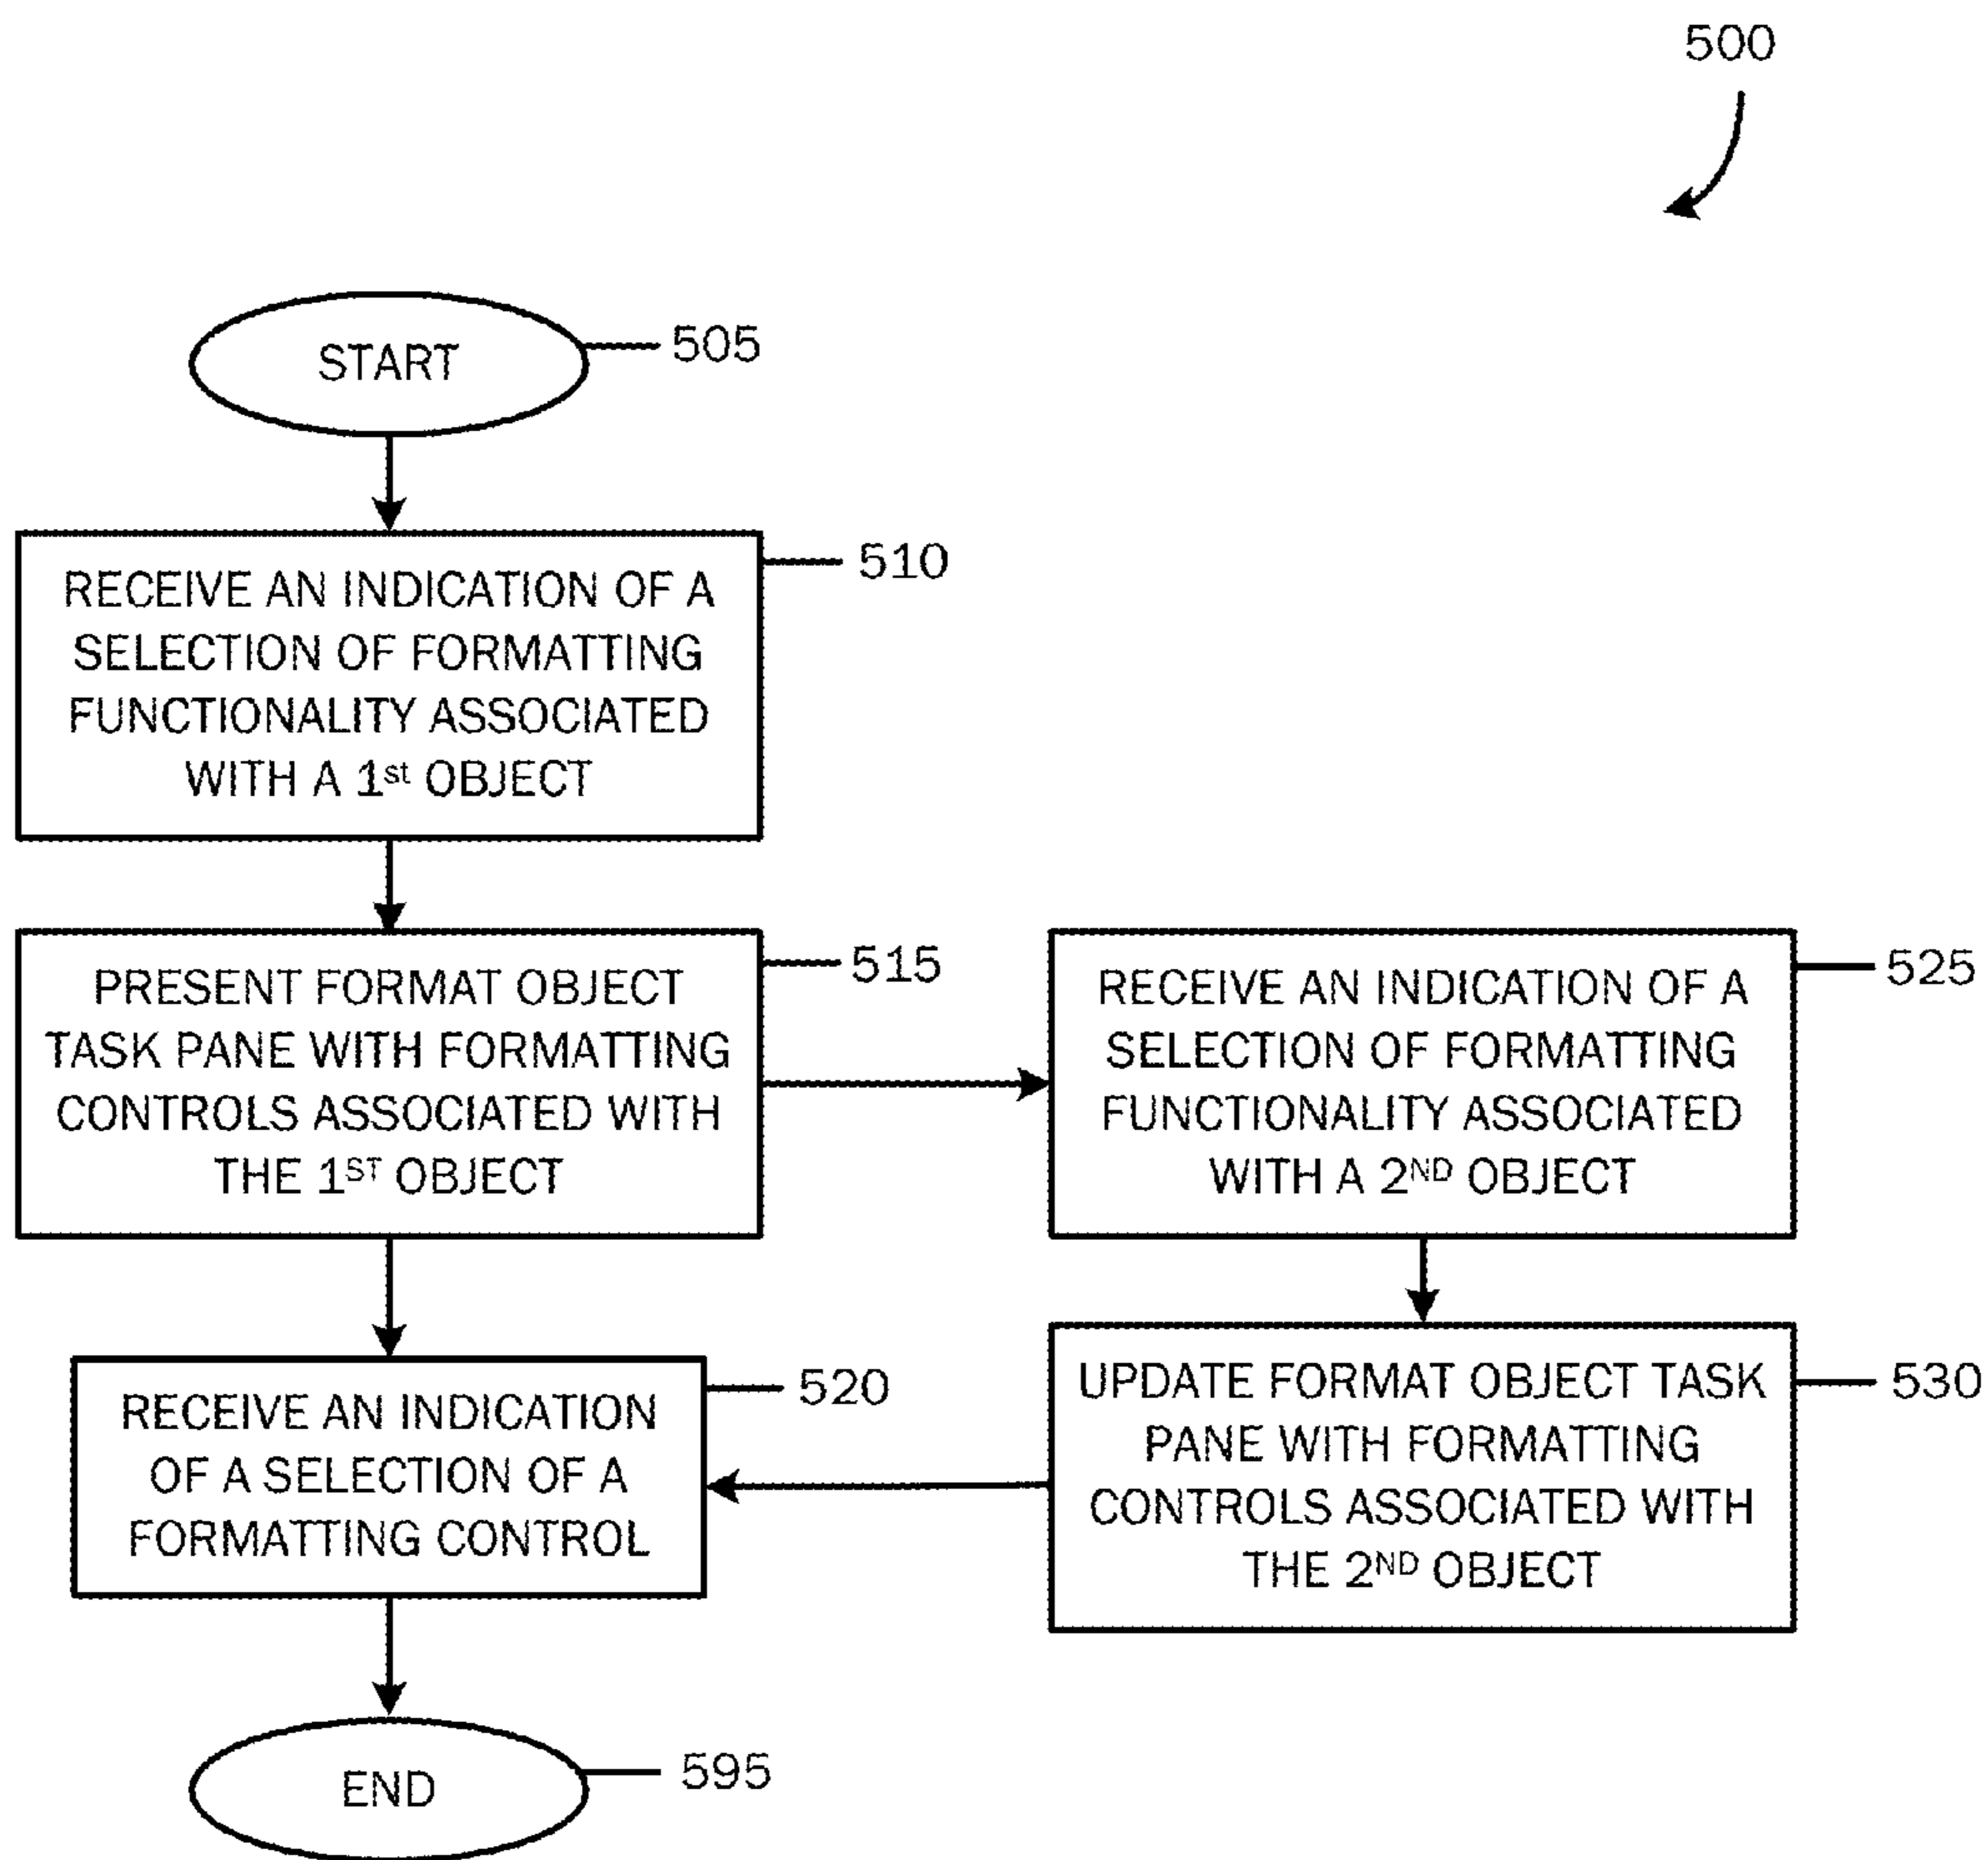 500
START
505
RECEIVE AN INDICATION OF A
SELECTION OF FORMATTING
FUNCTIONALITY ASSOCIATED
WITH A 1st OBJECT
510
PRESENT FORMAT OBJECT
TASK PANE WITH FORMATTING
CONTROLS ASSOCIATED WITH
THE 1ST OBJECT
515
RECEIVE AN INDICATION OF A
SELECTION OF FORMATTING
FUNCTIONALITY ASSOCIATED
WITH A 2ND OBJECT
525
RECEIVE AN INDICATION
OF A SELECTION OF A
FORMATTING CONTROL
520
UPDATE FORMAT OBJECT TASK
PANE WITH FORMATTING
CONTROLS ASSOCIATED WITH
THE 2ND OBJECT
530
END
595